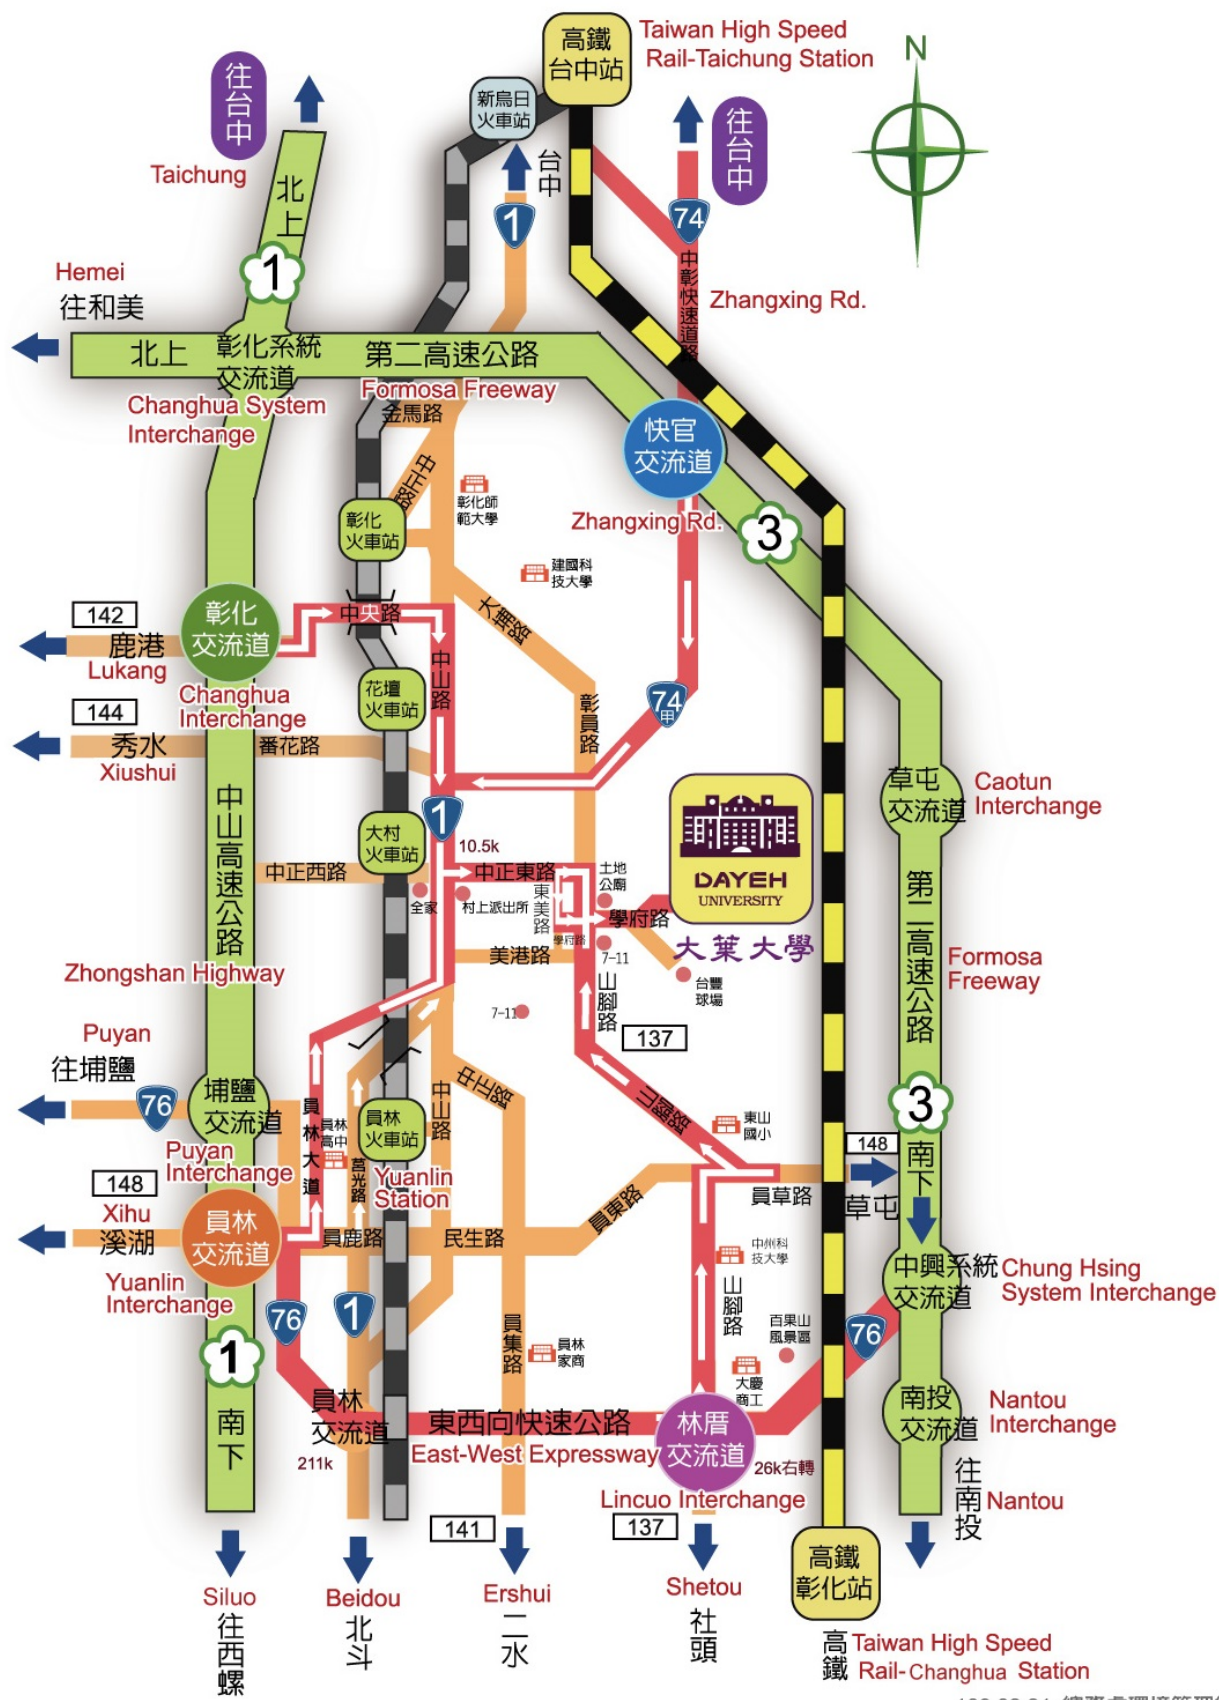 高鐵
台中站
Taiwan High Speed
Rail-Taichung Station
N
往台中
Taichung
北上
新烏日
火車站
台中
1
74
往台中
中彰快速道路
Zhangxing Rd.
1
Hemei
往和美
北上
彰化系統
交流道
第二高速公路
Changhua System
Interchange
Formosa Freeway
金馬路
中正路
快官
交流道
Zhangxing Rd.
3
彰化師
範大學
彰化
火車站
建國科
技大學
大埔路
142
鹿港
Lukang
彰化
交流道
Changhua
Interchange
中央路
中山路
花壇
火車站
彰員路
74
甲
144
秀水
Xiushui
番花路
中山高速公路
1
大村
火車站
10.5k
中正西路
中正東路
土地
公廟
東美路
全家
村上派出所
學府路
學府路
DAYEH
UNIVERSITY
大葉大學
草屯
交流道
Caotun
Interchange
第二高速公路
Formosa
Freeway
Zhongshan Highway
美港路
7-11
台豐
球場
山腳路
7-11
137
Puyan
往埔鹽
76
埔鹽
交流道
Puyan
Interchange
員林大道
員林
高中
莒光路
員林
火車站
Yuanlin
Station
中山路
中正路
山腳路
東山
國小
148
3
南下
草屯
148
Xihu
溪湖
員林
交流道
Yuanlin
Interchange
員鹿路
民生路
員東路
員草路
中州科
技大學
山腳路
中興系統
交流道
Chung Hsing
System Interchange
76
1
員集路
員林
家商
百果山
風景區
76
大慶
商工
1
南下
員林
交流道
211k
東西向快速公路
East-West Expressway
林厝
交流道
26k右轉
Lincuo Interchange
南投
交流道
Nantou
Interchange
往南投
Nantou
141
137
Siluo
往西螺
Beidou
北斗
Ershui
二水
Shetou
社頭
高鐵
彰化站
高鐵
Taiwan High Speed
Rail-Changhua Station